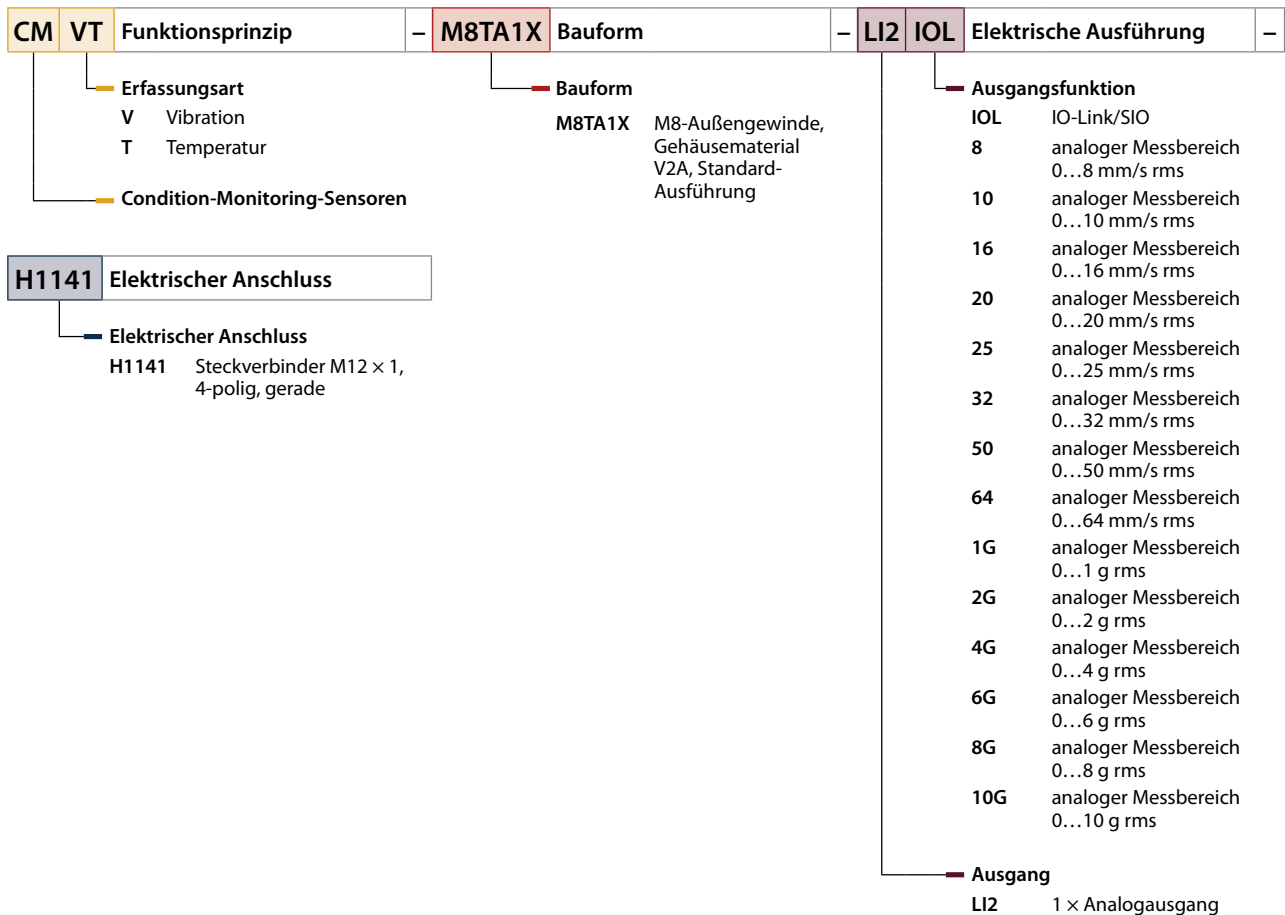 CM VT Funktionsprinzip – M8TA1X Bauform – LI2 IOL Elektrische Ausführung –
Erfassungsart
V Vibration
T Temperatur
Condition-Monitoring-Sensoren
Bauform
M8TA1X M8-Außengewinde,
Gehäusematerial
V2A, Standard-
Ausführung
Ausgangsfunktion
IOL IO-Link/SIO
8 analoger Messbereich
0…8 mm/s rms
10 analoger Messbereich
0…10 mm/s rms
16 analoger Messbereich
0…16 mm/s rms
20 analoger Messbereich
0…20 mm/s rms
25 analoger Messbereich
0…25 mm/s rms
32 analoger Messbereich
0…32 mm/s rms
50 analoger Messbereich
0…50 mm/s rms
64 analoger Messbereich
0…64 mm/s rms
1G analoger Messbereich
0…1 g rms
2G analoger Messbereich
0…2 g rms
4G analoger Messbereich
0…4 g rms
6G analoger Messbereich
0…6 g rms
8G analoger Messbereich
0…8 g rms
10G analoger Messbereich
0…10 g rms
Ausgang
LI2 1 × Analogausgang
H1141 Elektrischer Anschluss
Elektrischer Anschluss
H1141 Steckverbinder M12 × 1,
4-polig, gerade